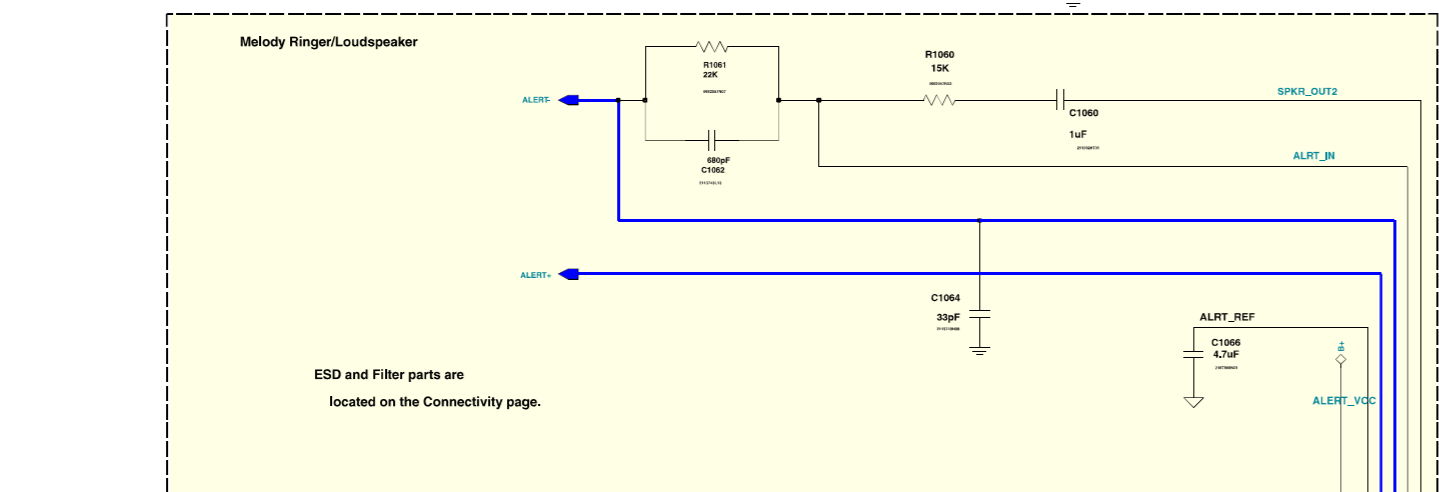 Melody Ringer/Loudspeaker
R1061
22K
R1060
15K
ALERT-
SPKR_OUT2
C1060
1uF
680pF
C1062
ALRT_IN
ALERT+
C1064
33pF
ALRT_REF
C1066
4.7uF
B+
ESD and Filter parts are
located on the Connectivity page.
ALERT_VCC